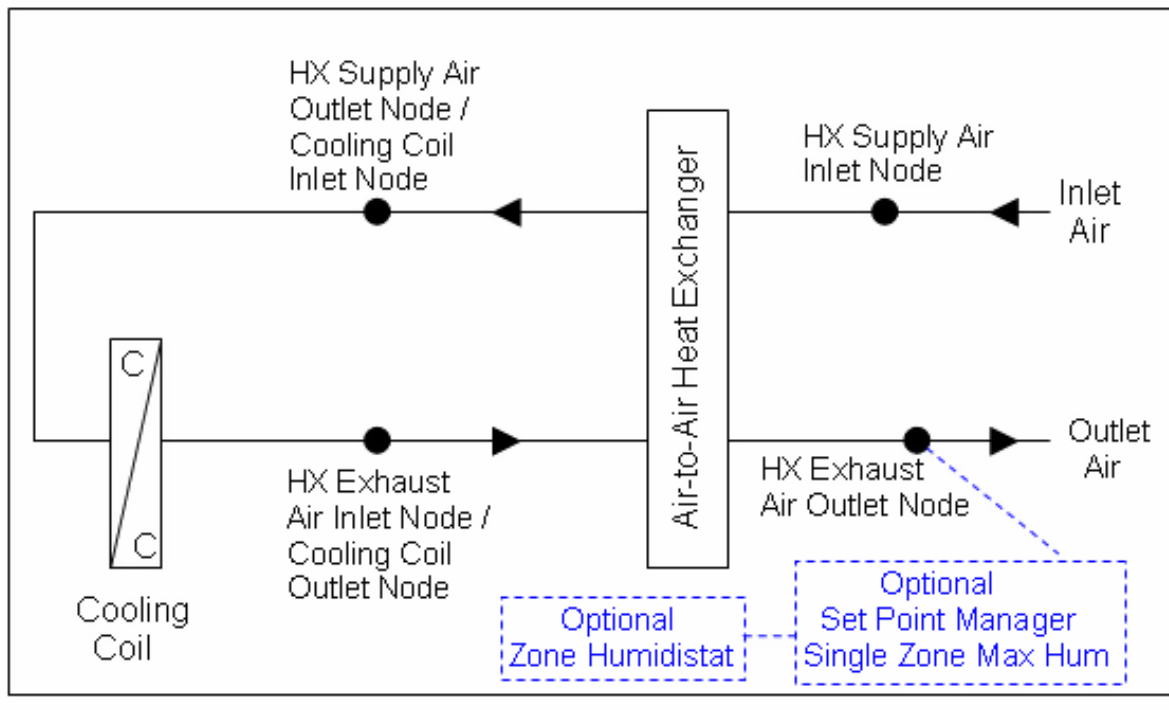 HX Supply Air
Outlet Node /
Cooling Coil
Inlet Node
HX Supply Air
Inlet Node
Inlet
Air
Air-to-Air Heat Exchanger
C
C
Cooling
Coil
HX Exhaust
Air Inlet Node /
Cooling Coil
Outlet Node
HX Exhaust
Air Outlet Node
Outlet
Air
Optional
Zone Humidistat
Optional
Set Point Manager
Single Zone Max Hum